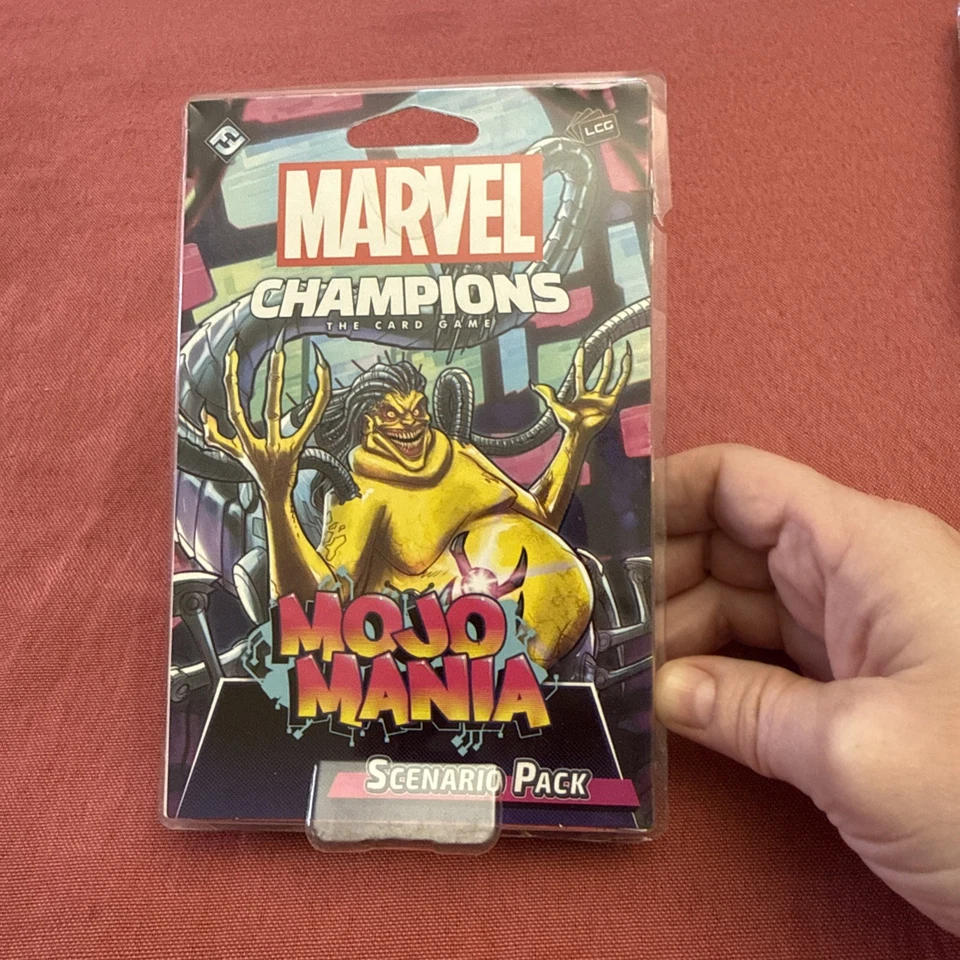 LCG
MARVEL
CHAMPIONS
THE CARD GAME
MOJO
MANIA
SCENARIO PACK